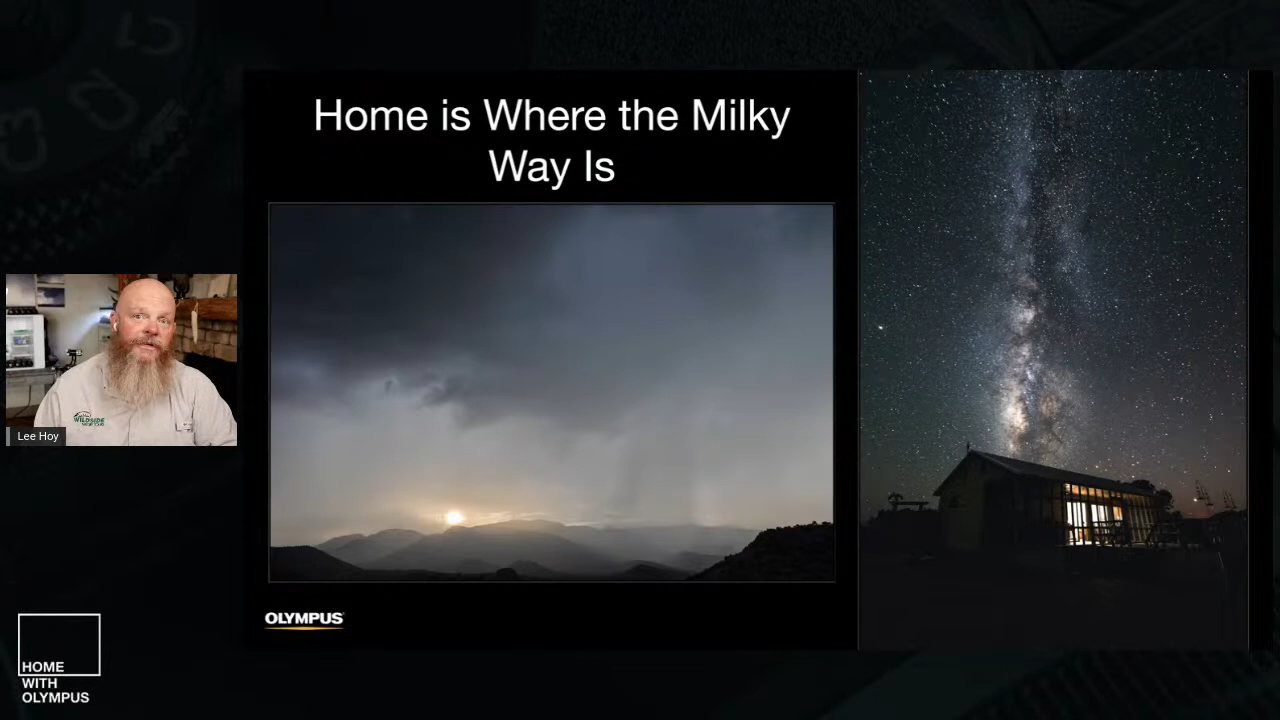 Home is Where the Milky
Way Is
Lee Hoy
OLYMPUS
HOME
WITH
OLYMPUS